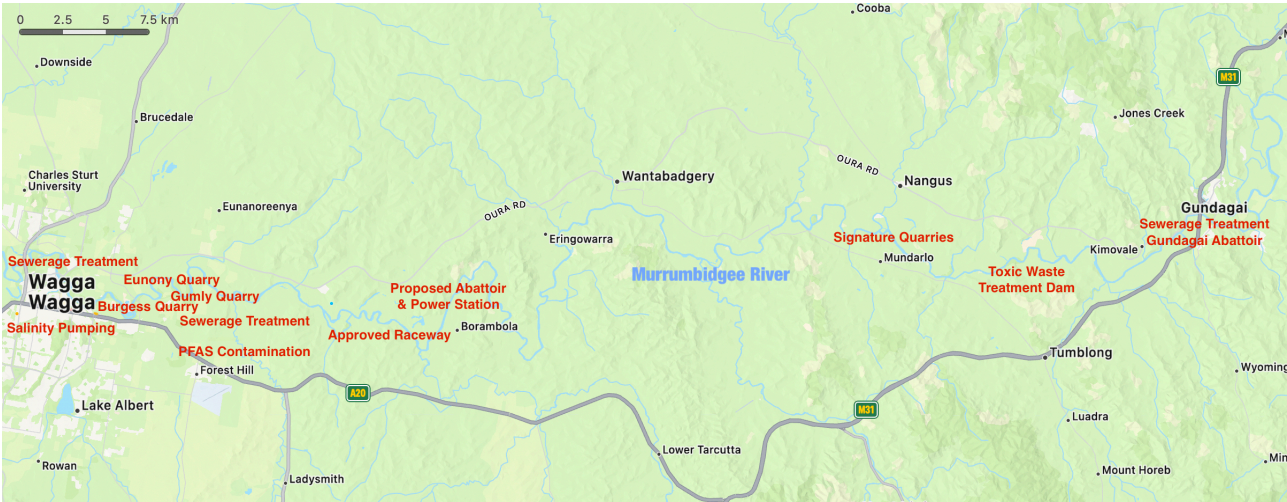 0 2.5 5 7.5 km
Cooba
Downside
M31
Brucedale
Jones Creek
OURA RD
Charles Sturt
University
Wantabadgery
Nangus
Eunanoreenya
OURA RD
Gundagai
Sewerage Treatment
Gundagai Abattoir
Eringowarra
Signature Quarries
Kimovale
Mundarlo
Sewerage Treatment
Murrumbidgee River
Toxic Waste
Treatment Dam
Wagga
Wagga
Eunony Quarry
Gumly Quarry
Burgess Quarry
Proposed Abattoir
& Power Station
Sewerage Treatment
Salinity Pumping
Approved Raceway
Borambola
PFAS Contamination
Tumblong
Forest Hill
Wyoming
A20
Lake Albert
M31
Luadra
Lower Tarcutta
Rowan
Mount Horeb
Min
Ladysmith